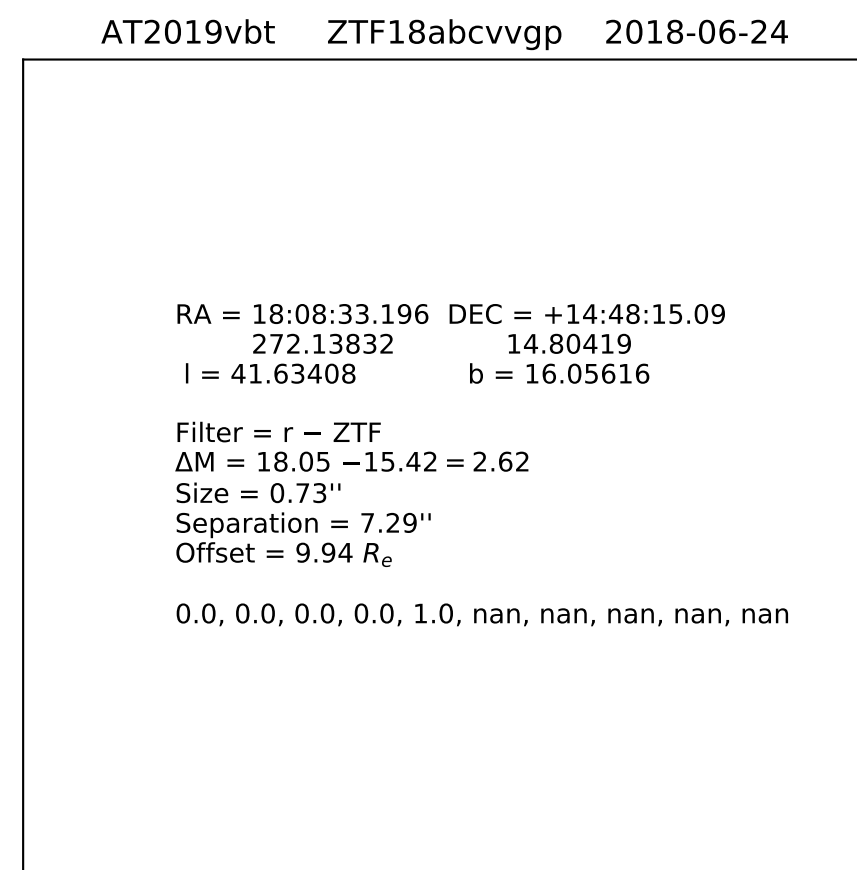 AT2019vbt ZTF18abcvvgp 2018-06-24
RA = 18:08:33.196 DEC = +14:48:15.09
272.13832 14.80419
l = 41.63408 b = 16.05616
Filter = r − ZTF
ΔM = 18.05 −15.42 = 2.62
Size = 0.73''
Separation = 7.29''
Offset = 9.94 Re
0.0, 0.0, 0.0, 0.0, 1.0, nan, nan, nan, nan, nan